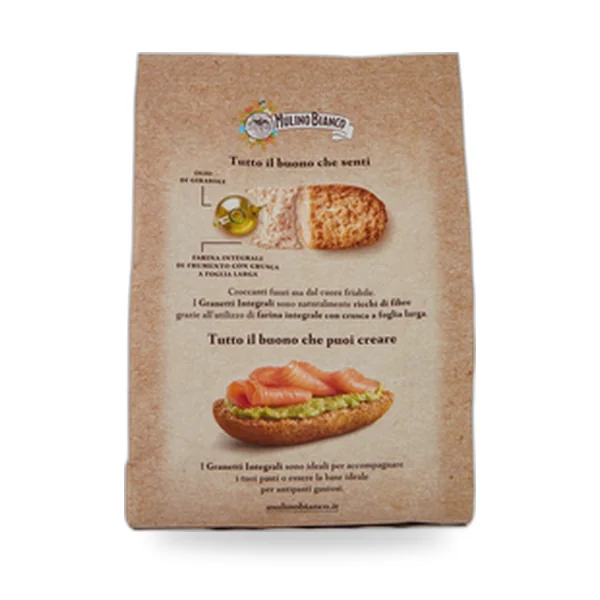 MULINO BIANCO
Tutto il buono che senti
OLIO
DI GIRASOLE
FARINA INTEGRALE
DI FRUMENTO CON CRUSCA
A FOGLIA LARGA
Croccanti fuori ma dal cuore friabile.
I Granetti Integrali sono naturalmente ricchi di fibre
grazie all'utilizzo di farina integrale con crusca a foglia larga.
Tutto il buono che puoi creare
I Granetti Integrali sono ideali per accompagnare
i tuoi pasti o essere la base ideale
per antipasti gustosi.
mulinobianco.it